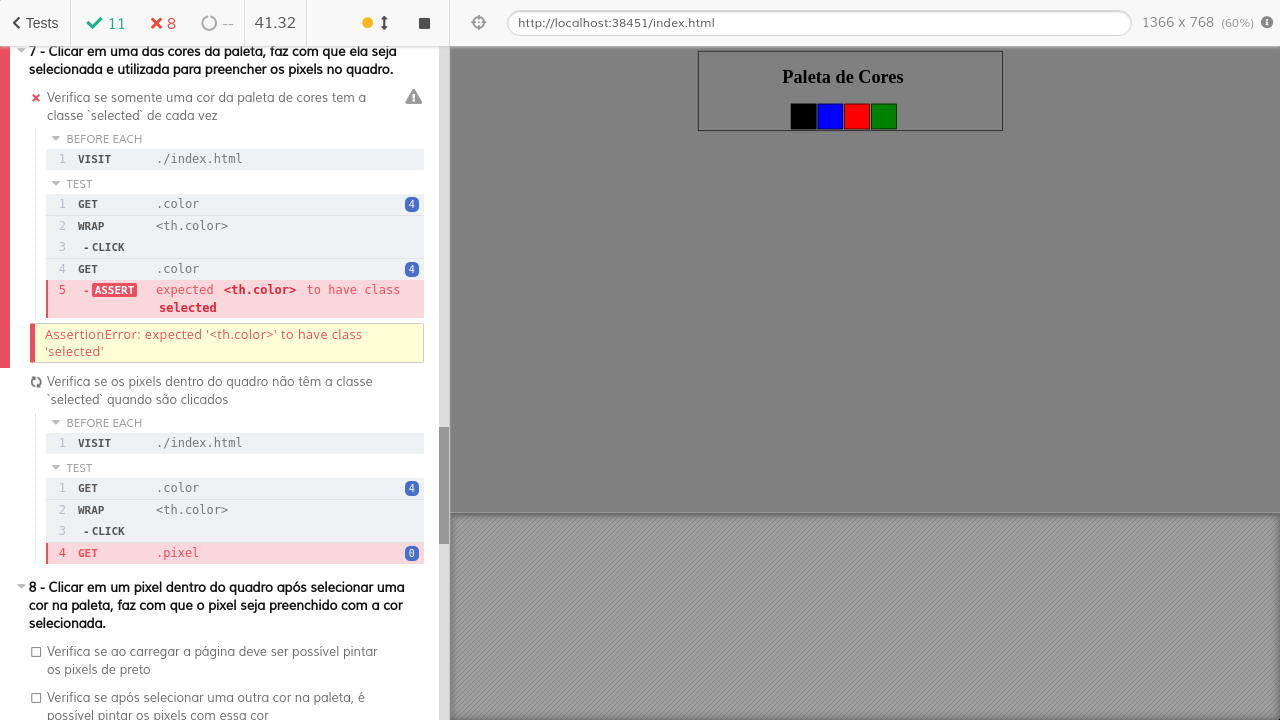 Tests 11 8 -- 41.32 http://localhost:38451/index.html 1366 x 768 (60%)
7 - Clicar em uma das cores da paleta, faz com que ela seja
selecionada e utilizada para preencher os pixels no quadro.
Verifica se somente uma cor da paleta de cores tem a
classe `selected` de cada vez
BEFORE EACH
1 VISIT ./index.html
TEST
1 GET .color 4
2 WRAP <th.color>
3 -CLICK
4 GET .color 4
5 -ASSERT expected <th.color> to have class
selected
AssertionError: expected '<th.color>' to have class
'selected'
Verifica se os pixels dentro do quadro não têm a classe
`selected` quando são clicados
BEFORE EACH
1 VISIT ./index.html
TEST
1 GET .color 4
2 WRAP <th.color>
3 -CLICK
4 GET .pixel 0
8 - Clicar em um pixel dentro do quadro após selecionar uma
cor na paleta, faz com que o pixel seja preenchido com a cor
selecionada.
Verifica se ao carregar a página deve ser possível pintar
os pixels de preto
Verifica se após selecionar uma outra cor na paleta, é
possível pintar os pixels com essa cor
Paleta de Cores